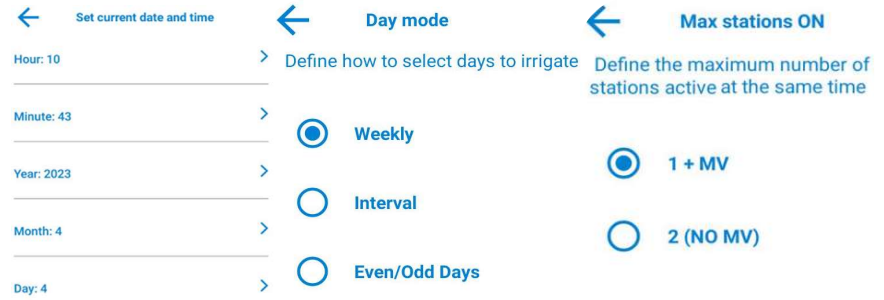 Set current date and time
Hour: 10
Minute: 43
Year: 2023
Month: 4
Day: 4
Day mode
Define how to select days to irrigate
Weekly
Interval
Even/Odd Days
Max stations ON
Define the maximum number of
stations active at the same time
1 + MV
2 (NO MV)